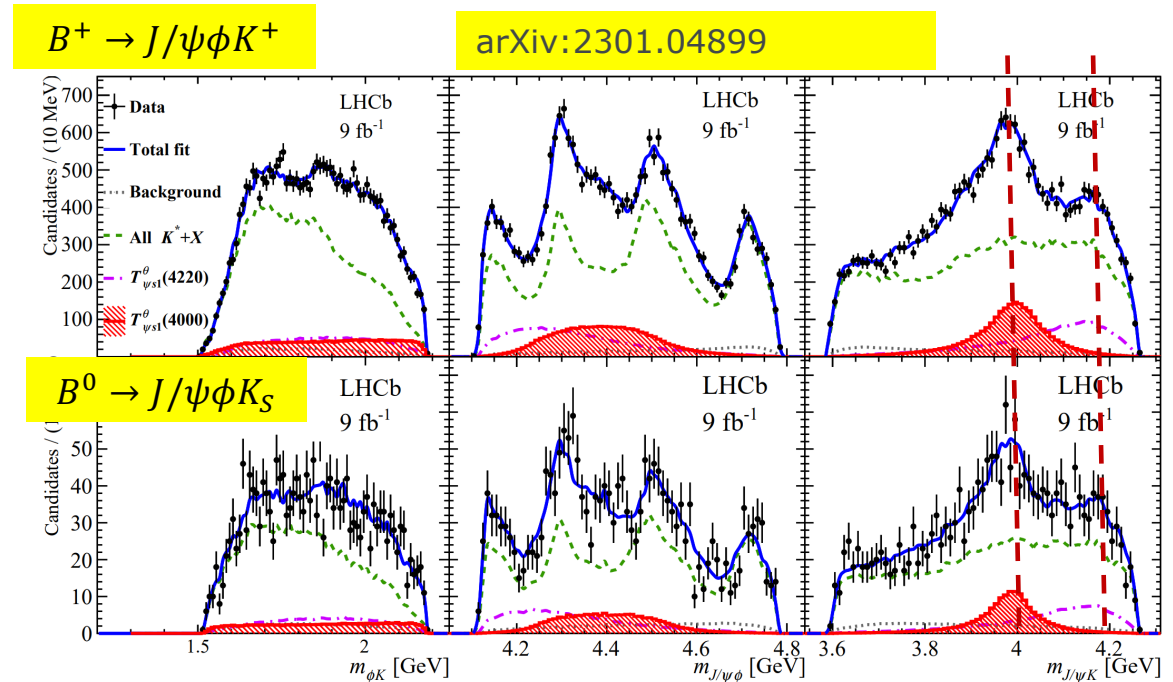 B⁺ → J/ψϕK⁺
arXiv:2301.04899
Candidates / (10 MeV)
700
600
500
400
300
200
100
Data
Total fit
Background
All K*+X
T^θ_ψs1(4220)
T^θ_ψs1(4000)
LHCb
9 fb⁻¹
LHCb
9 fb⁻¹
LHCb
9 fb⁻¹
B⁰ → J/ψϕK_S
Candidates / (1
50
40
30
20
10
0
LHCb
9 fb⁻¹
LHCb
9 fb⁻¹
LHCb
9 fb⁻¹
1.5 2
m_ϕK [GeV]
4.2 4.4 4.6 4.8
m_J/ψϕ [GeV]
3.6 3.8 4 4.2
m_J/ψK [GeV]